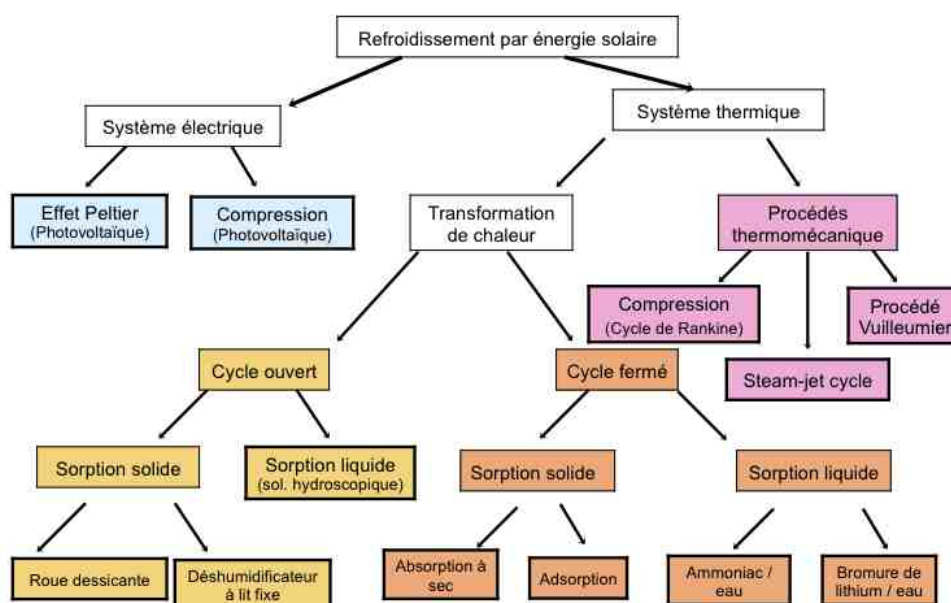 Refroidissement par énergie solaire
Système électrique
Système thermique
Effet Peltier
(Photovoltaïque)
Compression
(Photovoltaïque)
Transformation
de chaleur
Procédés
thermomécanique
Compression
(Cycle de Rankine)
Procédé
Vuilleumier
Steam-jet cycle
Cycle ouvert
Cycle fermé
Sorption solide
Sorption liquide
(sol. hydroscopique)
Sorption solide
Sorption liquide
Roue dessicante
Déshumidificateur
à lit fixe
Absorption à
sec
Adsorption
Ammoniac /
eau
Bromure de
lithium / eau